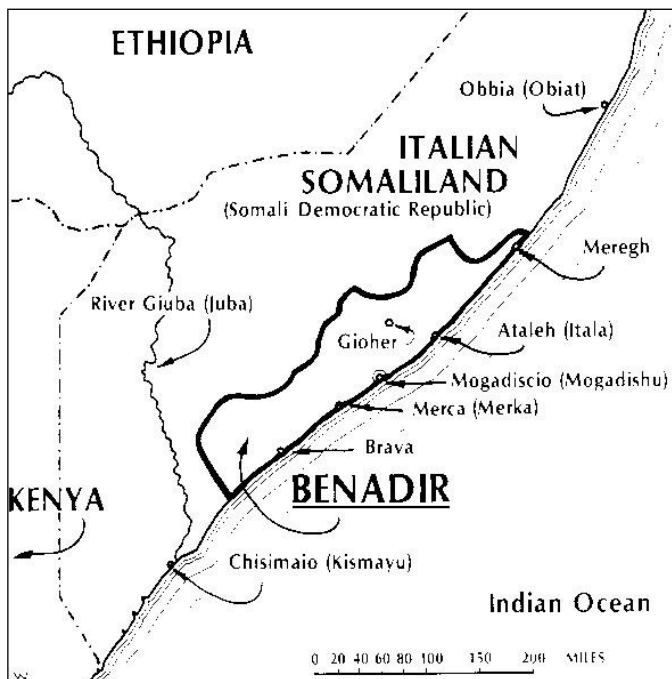 ETHIOPIA
Obbia (Obiat)
ITALIAN
SOMALILAND
(Somali Democratic Republic)
Meregh
River Giuba (Juba)
Gioher
Ataleh (Itala)
Mogadiscio (Mogadishu)
Merca (Merka)
Brava
BENADIR
KENYA
Chisimaio (Kismayu)
Indian Ocean
0 20 40 60 80 100 150 200 MILES